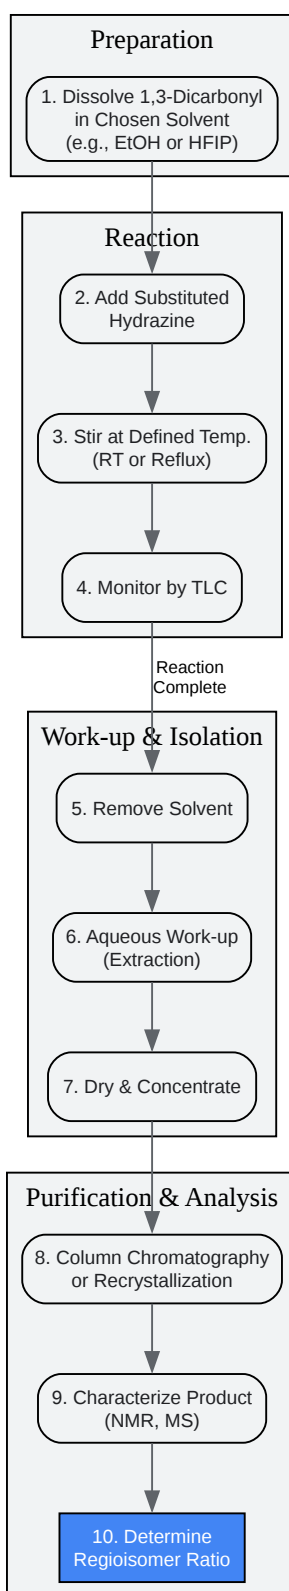 Preparation
1. Dissolve 1,3-Dicarbonyl
in Chosen Solvent
(e.g., EtOH or HFIP)
Reaction
2. Add Substituted
Hydrazine
3. Stir at Defined Temp.
(RT or Reflux)
4. Monitor by TLC
Reaction
Complete
Work-up & Isolation
5. Remove Solvent
6. Aqueous Work-up
(Extraction)
7. Dry & Concentrate
Purification & Analysis
8. Column Chromatography
or Recrystallization
9. Characterize Product
(NMR, MS)
10. Determine
Regioisomer Ratio